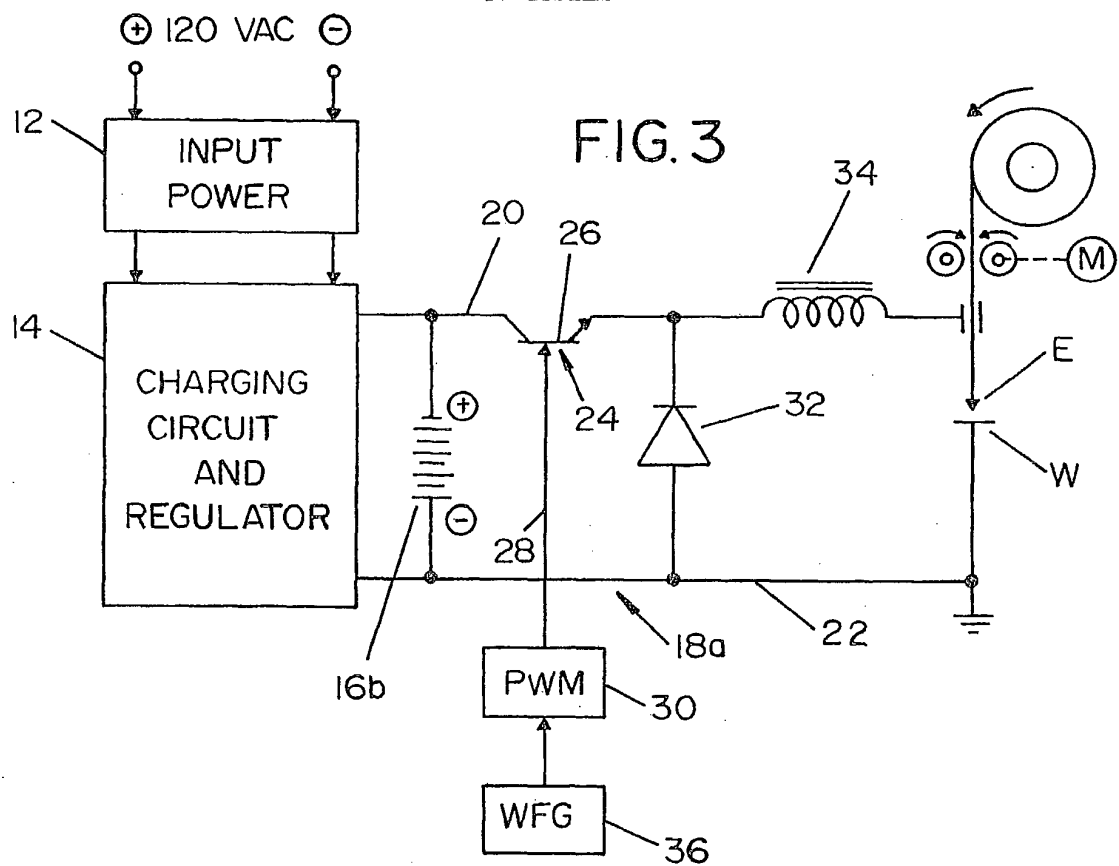 ⊕ 120 VAC ⊖
12
INPUT
POWER
FIG. 3
34
20
26
M
14
CHARGING
CIRCUIT
AND
REGULATOR
⊕
24
32
E
W
⊖
28
22
18a
16b
PWM
30
WFG
36